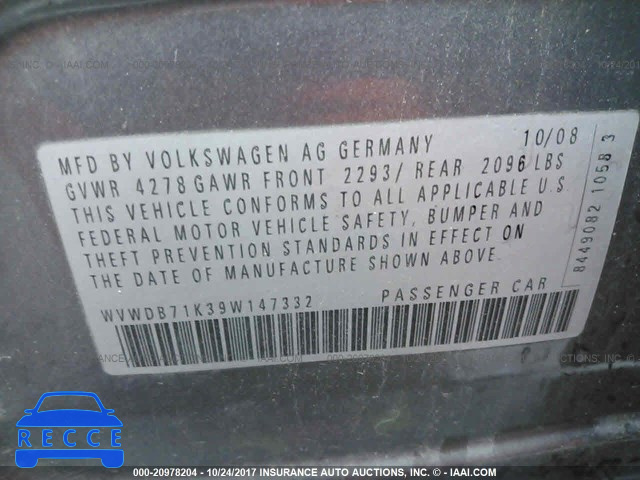 MFD BY VOLKSWAGEN AG GERMANY 10/08
GVWR 4278 GAWR FRONT 2293/ REAR 2096 LBS
THIS VEHICLE CONFORMS TO ALL APPLICABLE U.S.
FEDERAL MOTOR VEHICLE SAFETY, BUMPER AND
THEFT PREVENTION STANDARDS IN EFFECT ON
THE DATE OF MANUFACTURE SHOWN ABOVE.
WVWDB71K39W147332 PASSENGER CAR
8449082 1058 3
RECCE
000-20978204 - 10/24/2017 INSURANCE AUTO AUCTIONS, INC. - IAAI.COM